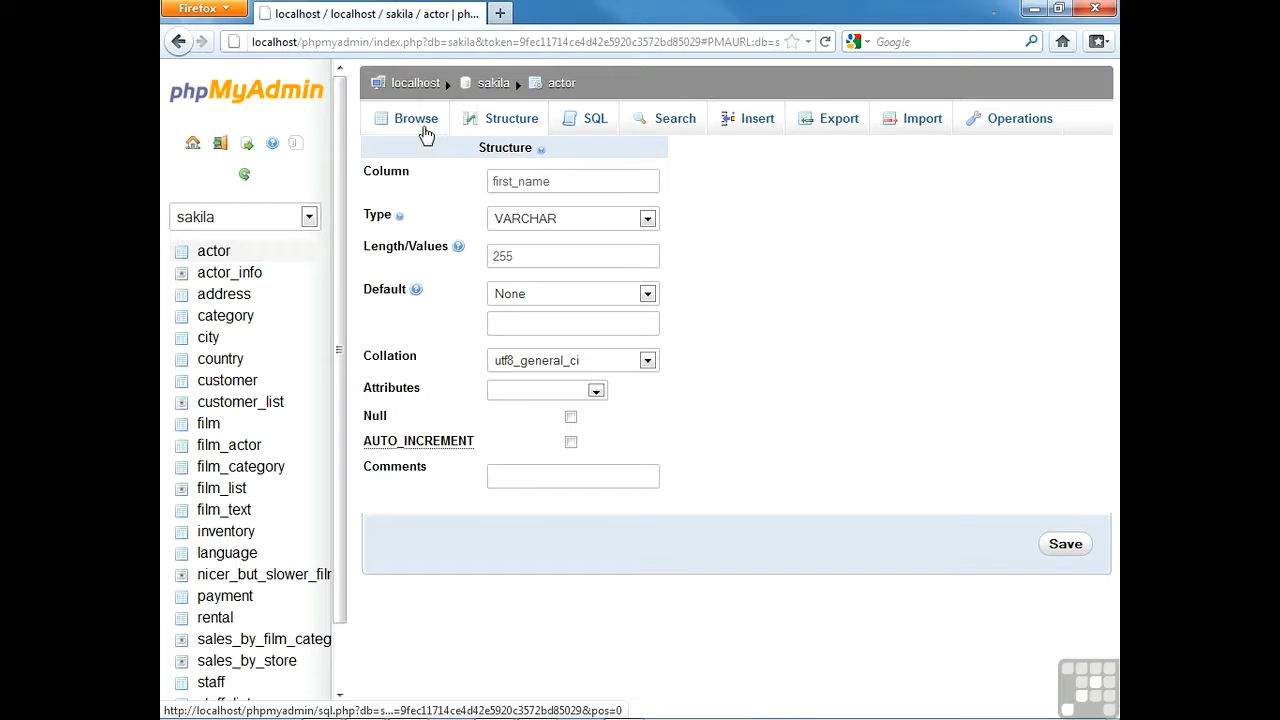 Firefox
localhost / localhost / sakila / actor | ph...
localhost/phpmyadmin/index.php?db=sakila&token=9fec11714ce4d42e5920c3572bd85029#PMAURL:db=s
Google
phpMyAdmin
localhost sakila actor
Browse Structure SQL Search Insert Export Import Operations
Structure
Column first_name
Type VARCHAR
Length/Values 255
Default None
Collation utf8_general_ci
Attributes
Null
AUTO_INCREMENT
Comments
Save
sakila
actor
actor_info
address
category
city
country
customer
customer_list
film
film_actor
film_category
film_list
film_text
inventory
language
nicer_but_slower_filr
payment
rental
sales_by_film_categ
sales_by_store
staff
http://localhost/phpmyadmin/sql.php?db=s...=9fec11714ce4d42e5920c3572bd85029&pos=0